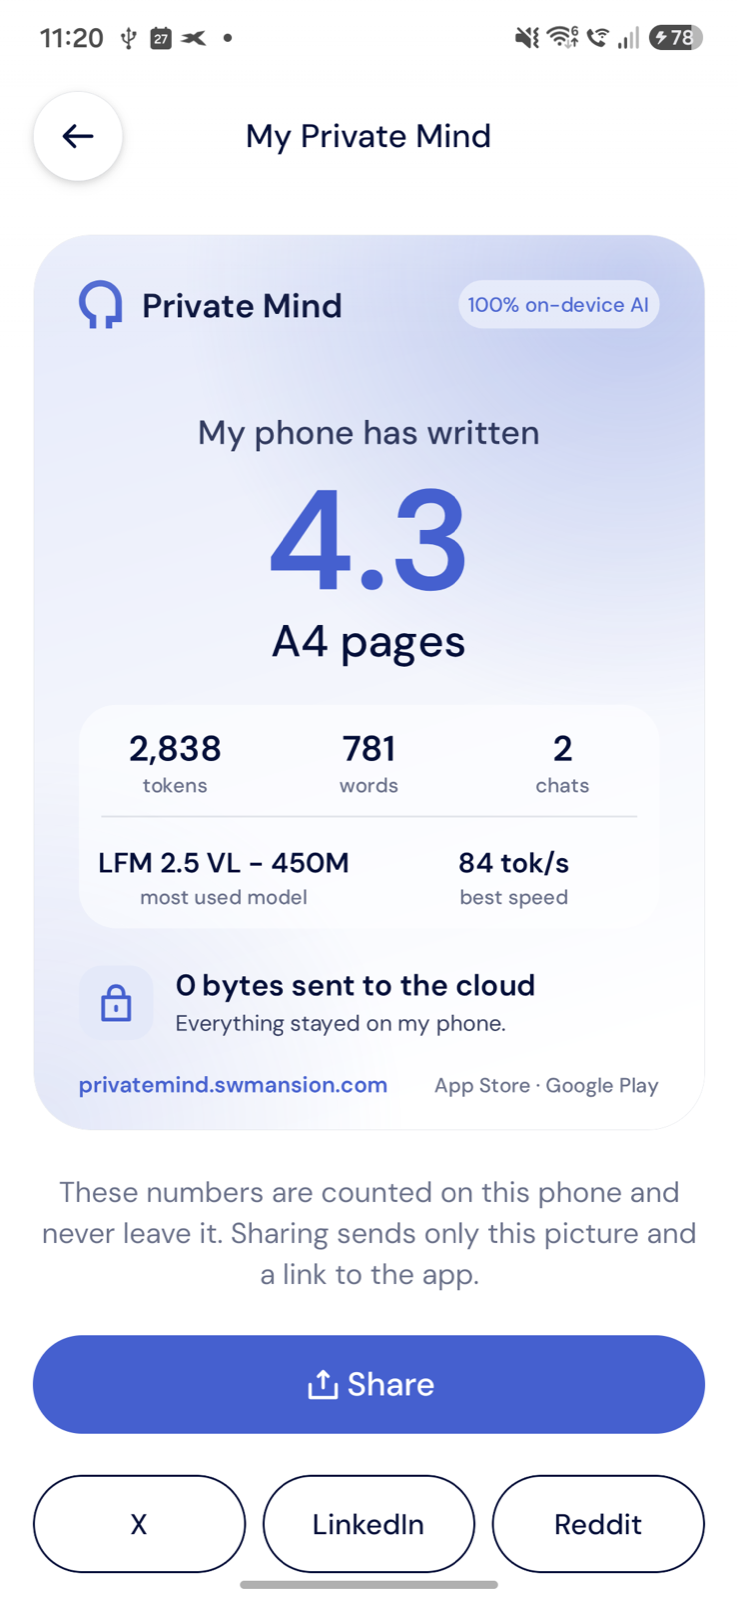 11:20
27
6
78
My Private Mind
Private Mind
100% on-device AI
My phone has written
4.3
A4 pages
2,838 781 2
tokens words chats
LFM 2.5 VL - 450M 84 tok/s
most used model best speed
0 bytes sent to the cloud
Everything stayed on my phone.
privatemind.swmansion.com App Store · Google Play
These numbers are counted on this phone and
never leave it. Sharing sends only this picture and
a link to the app.
Share
X LinkedIn Reddit